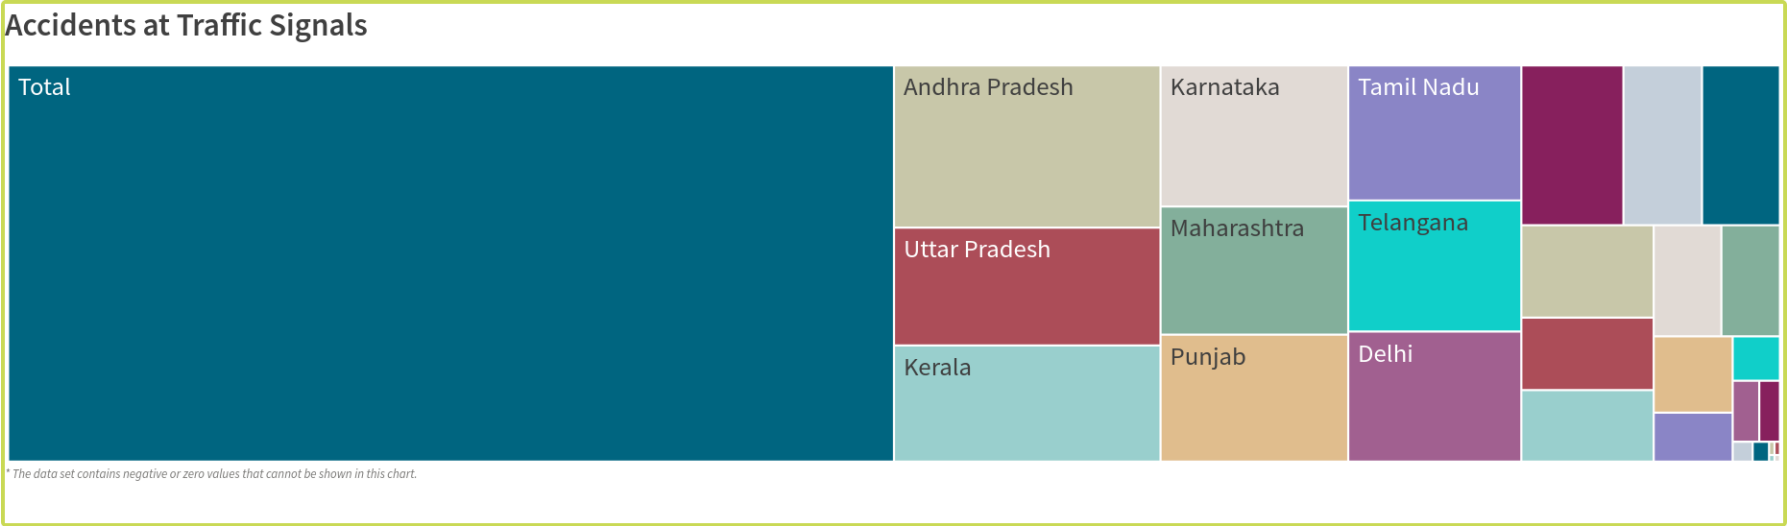 Accidents at Traffic Signals
Total
Andhra Pradesh
Uttar Pradesh
Kerala
Karnataka
Maharashtra
Punjab
Tamil Nadu
Telangana
Delhi
* The data set contains negative or zero values that cannot be shown in this chart.